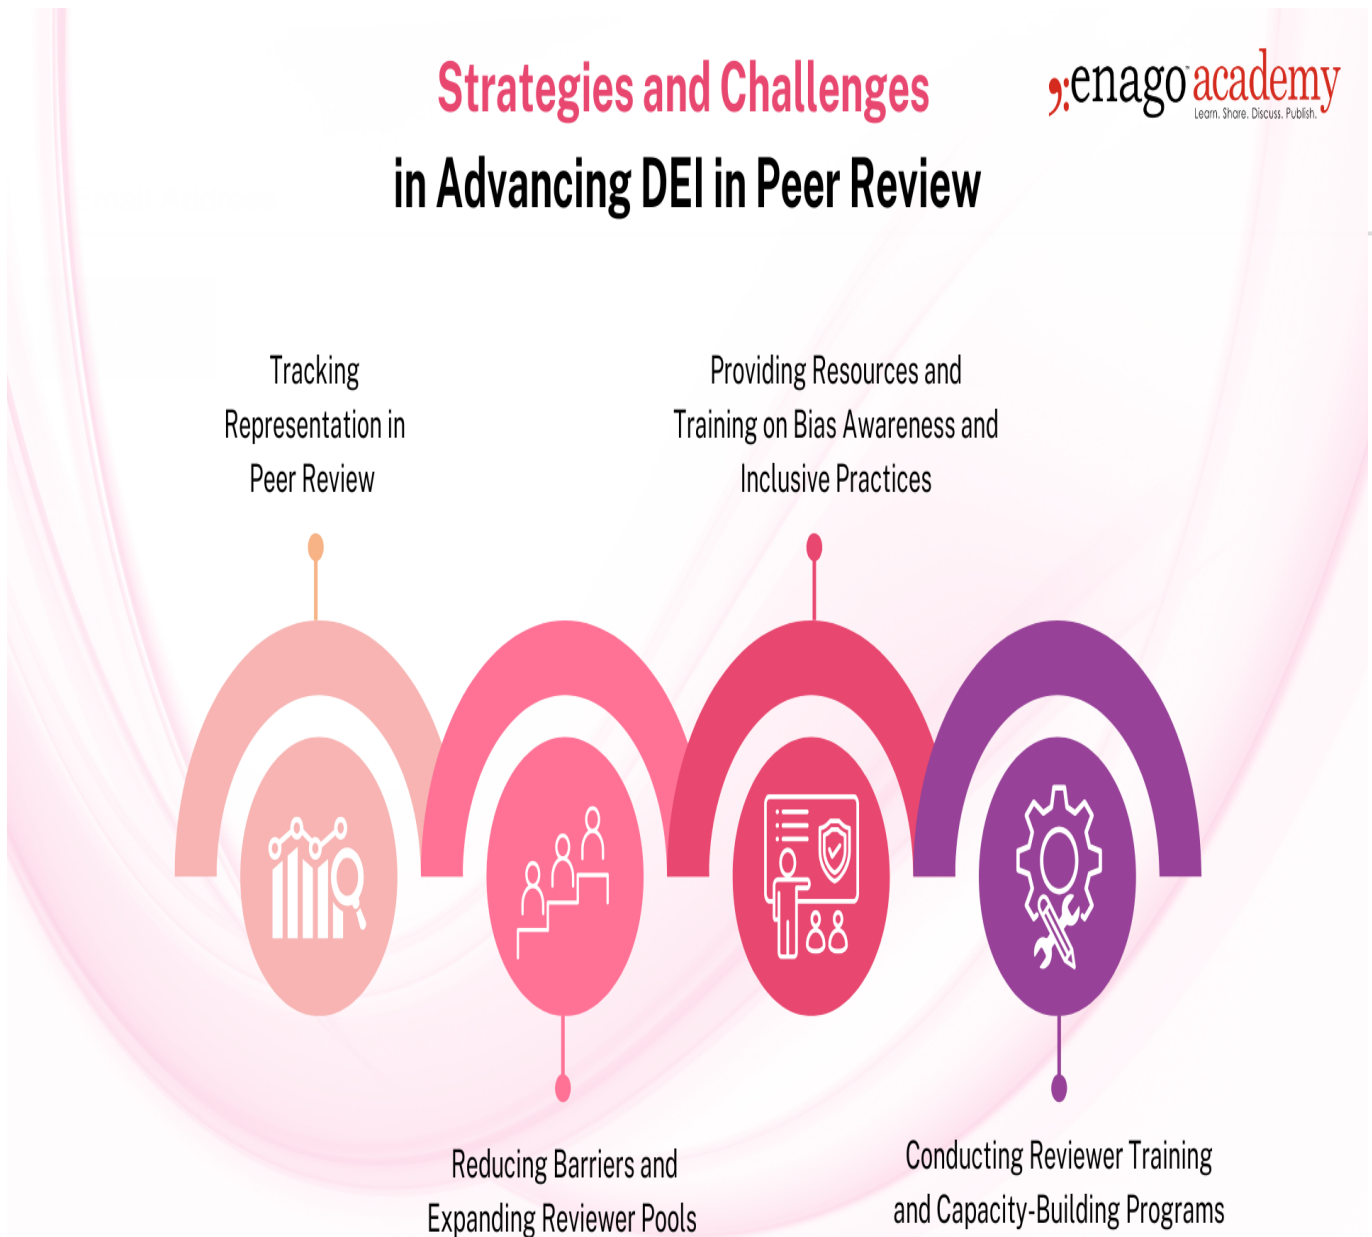 Strategies and Challenges
in Advancing DEI in Peer Review
enago academy
Learn. Share. Discuss. Publish.
Tracking
Representation in
Peer Review
Providing Resources and
Training on Bias Awareness and
Inclusive Practices
Reducing Barriers and
Expanding Reviewer Pools
Conducting Reviewer Training
and Capacity-Building Programs